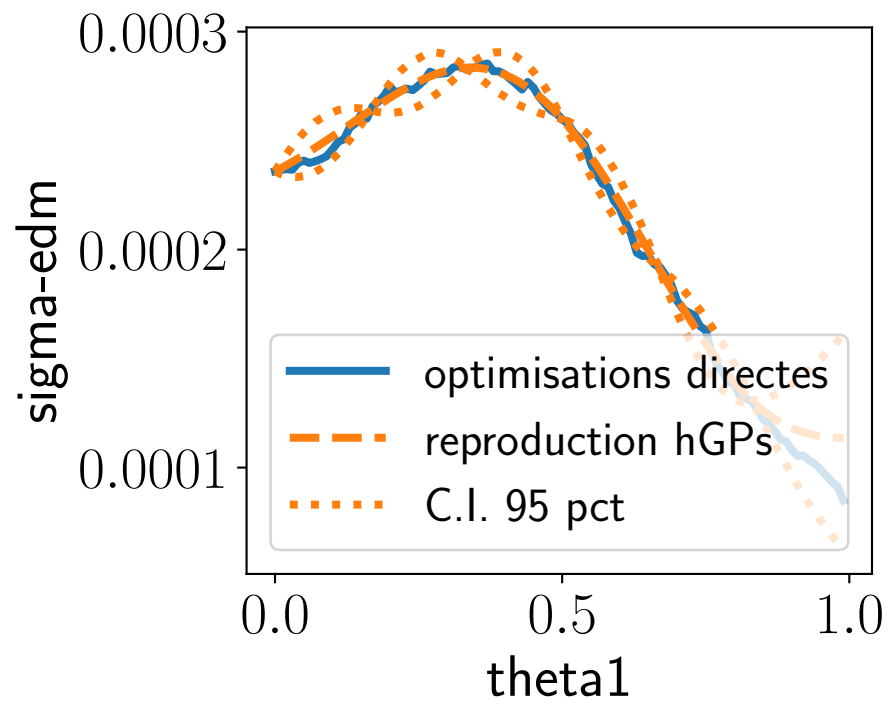 0.0003
0.0002
0.0001
sigma-edm
optimisations directes
reproduction hGPs
C.I. 95 pct
0.0 0.5 1.0
theta1